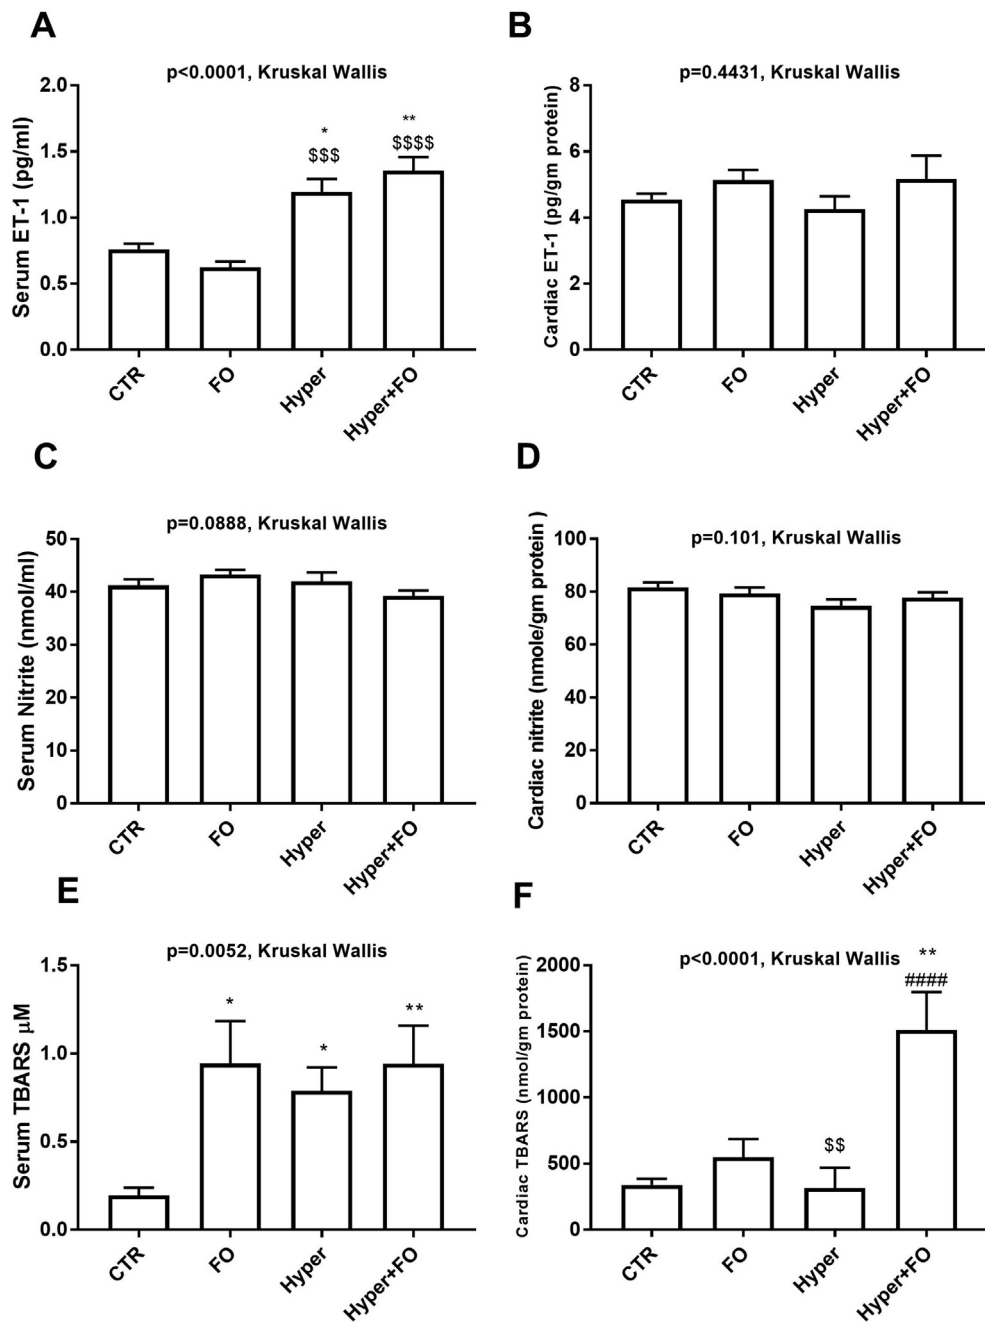 A
p<0.0001, Kruskal Wallis
Serum ET-1 (pg/ml)
2.0
1.5
1.0
0.5
0.0
*
$$$
**
$$$$
CTR
FO
Hyper
Hyper+FO
B
p=0.4431, Kruskal Wallis
Cardiac ET-1 (pg/gm protein)
8
6
4
2
0
CTR
FO
Hyper
Hyper+FO
C
p=0.0888, Kruskal Wallis
Serum Nitrite (nmol/ml)
50
40
30
20
10
0
CTR
FO
Hyper
Hyper+FO
D
p=0.101, Kruskal Wallis
Cardiac nitrite (nmole/gm protein )
100
80
60
40
20
0
CTR
FO
Hyper
Hyper+FO
E
p=0.0052, Kruskal Wallis
Serum TBARS μM
1.5
1.0
0.5
0.0
*
*
**
CTR
FO
Hyper
Hyper+FO
F
p<0.0001, Kruskal Wallis
Cardiac TBARS (nmol/gm protein)
2000
1500
1000
500
0
$$
**
####
CTR
FO
Hyper
Hyper+FO